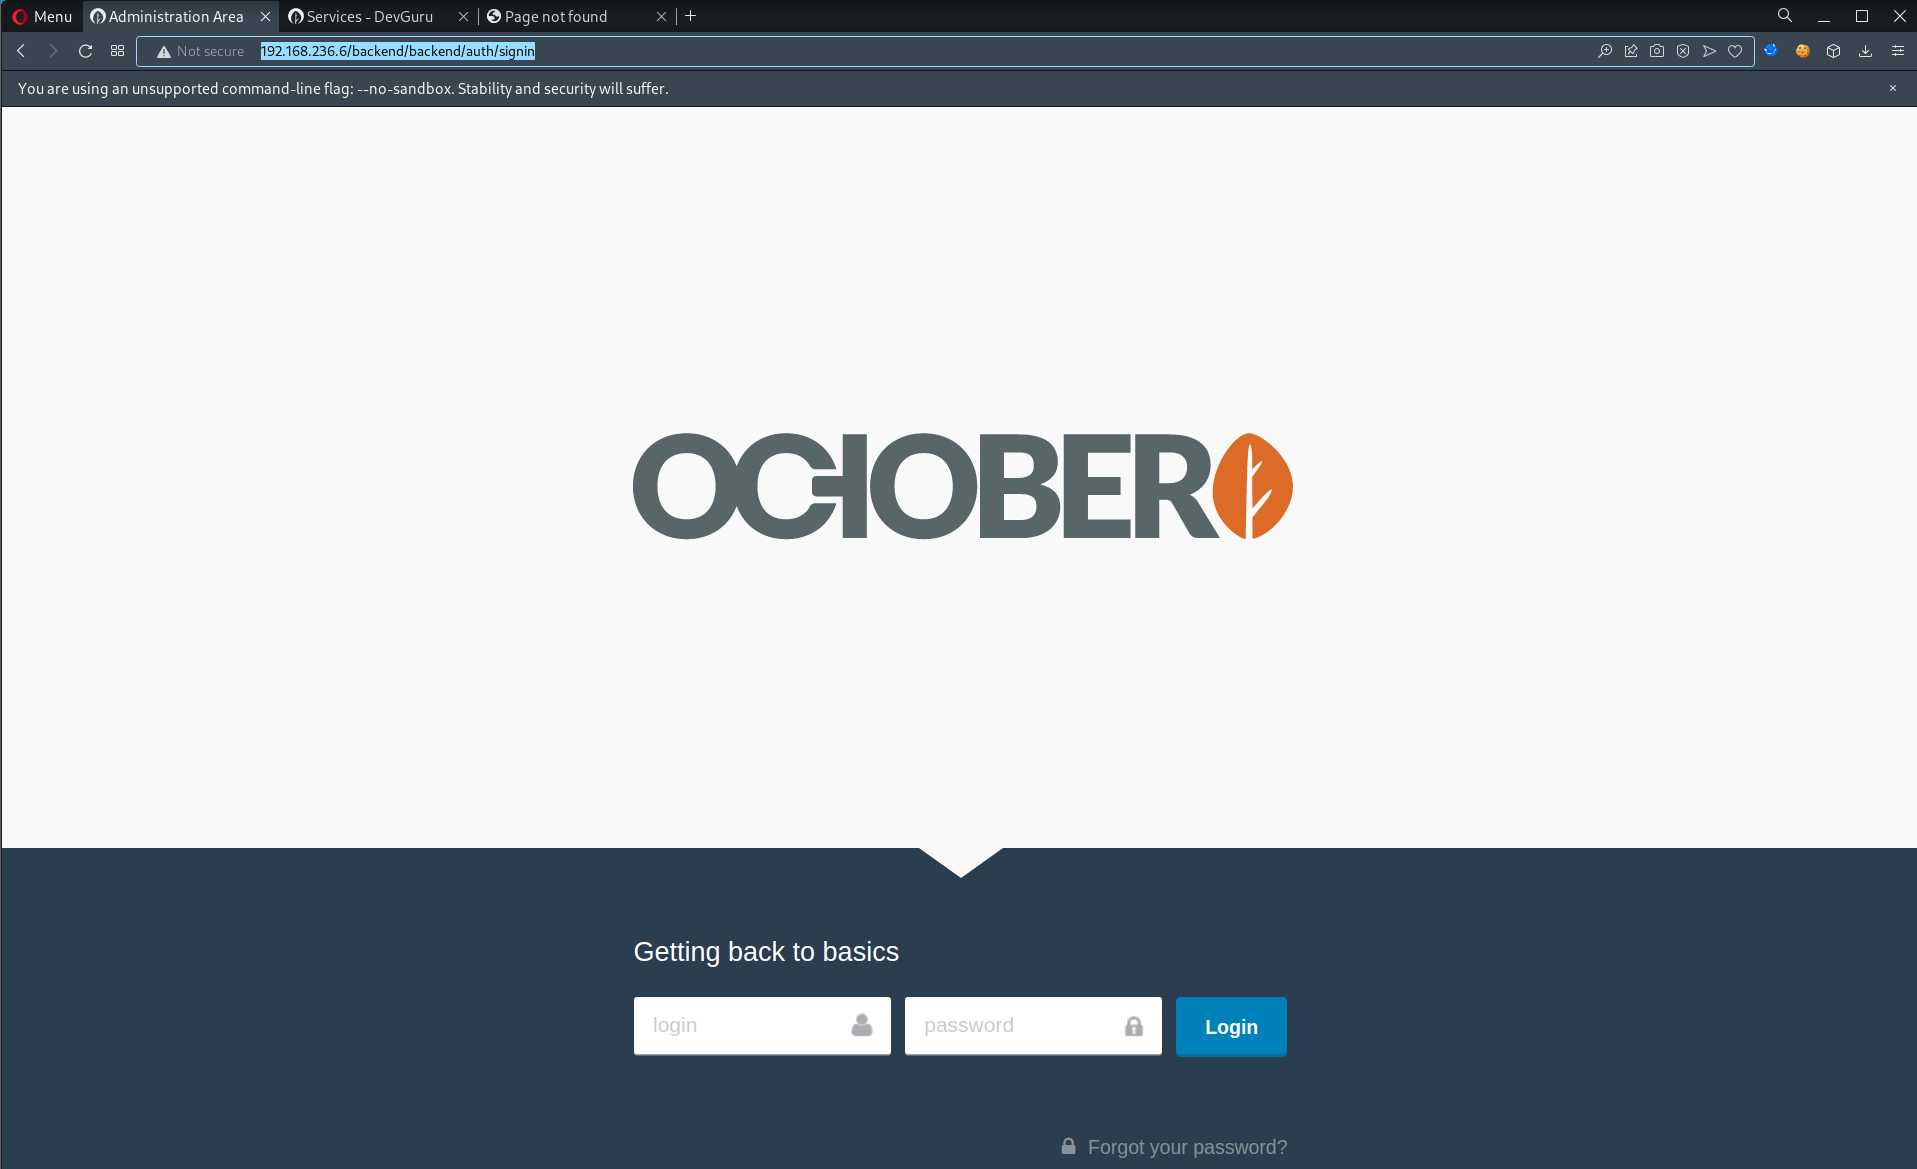 Menu Administration Area Services - DevGuru Page not found
Not secure 192.168.236.6/backend/backend/auth/signin
You are using an unsupported command-line flag: --no-sandbox. Stability and security will suffer.
OCTOBER
Getting back to basics
login password Login
Forgot your password?